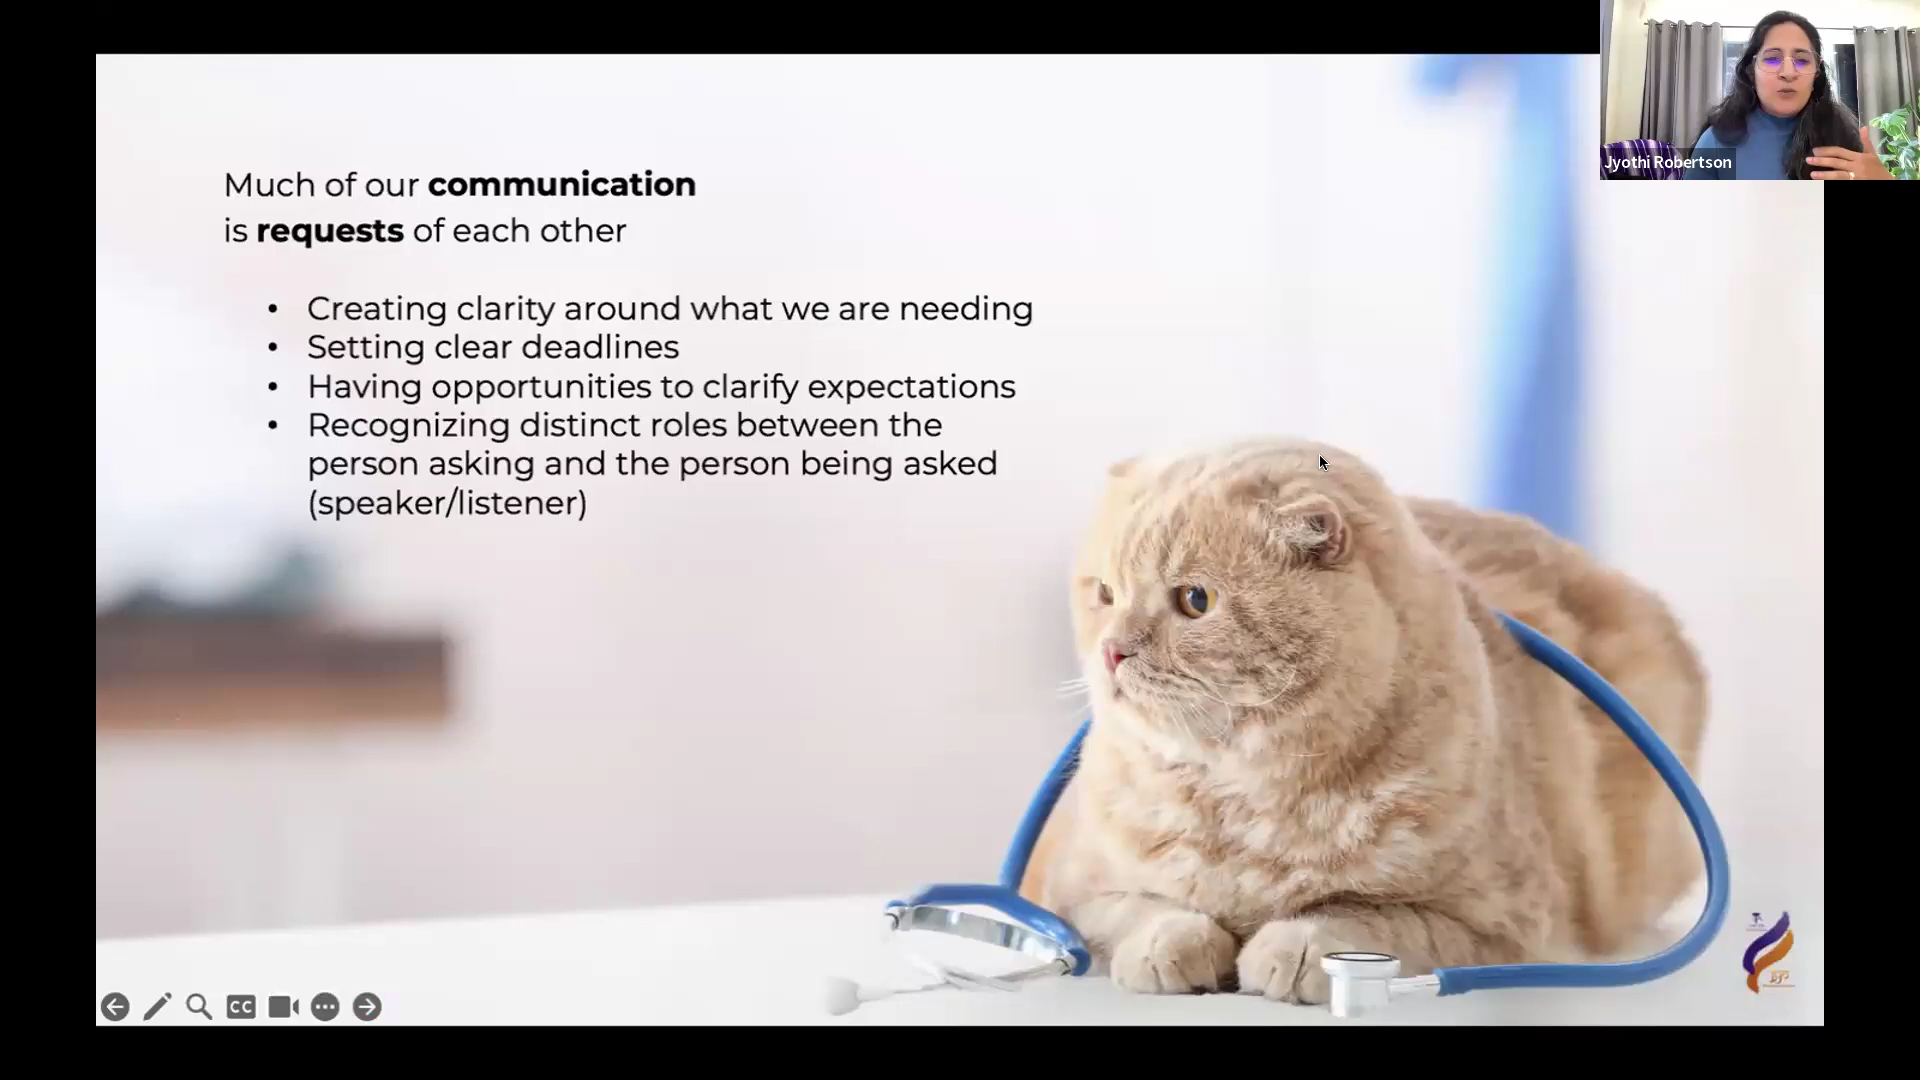 Jyothi Robertson
Much of our communication
is requests of each other
• Creating clarity around what we are needing
• Setting clear deadlines
• Having opportunities to clarify expectations
• Recognizing distinct roles between the
person asking and the person being asked
(speaker/listener)
CC